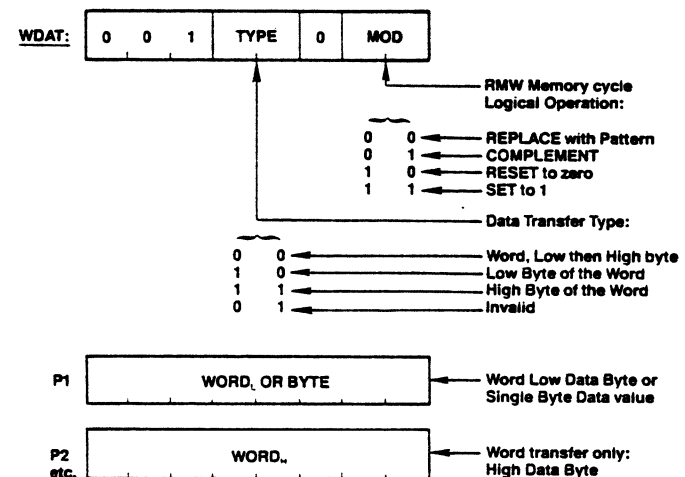 WDAT: 0 0 1 TYPE 0 MOD
RMW Memory cycle
Logical Operation:
0 0 REPLACE with Pattern
0 1 COMPLEMENT
1 0 RESET to zero
1 1 SET to 1
Data Transfer Type:
0 0 Word, Low then High byte
1 0 Low Byte of the Word
1 1 High Byte of the Word
0 1 Invalid
P1 WORDL OR BYTE Word Low Data Byte or
Single Byte Data value
P2 WORDH Word transfer only:
etc. High Data Byte